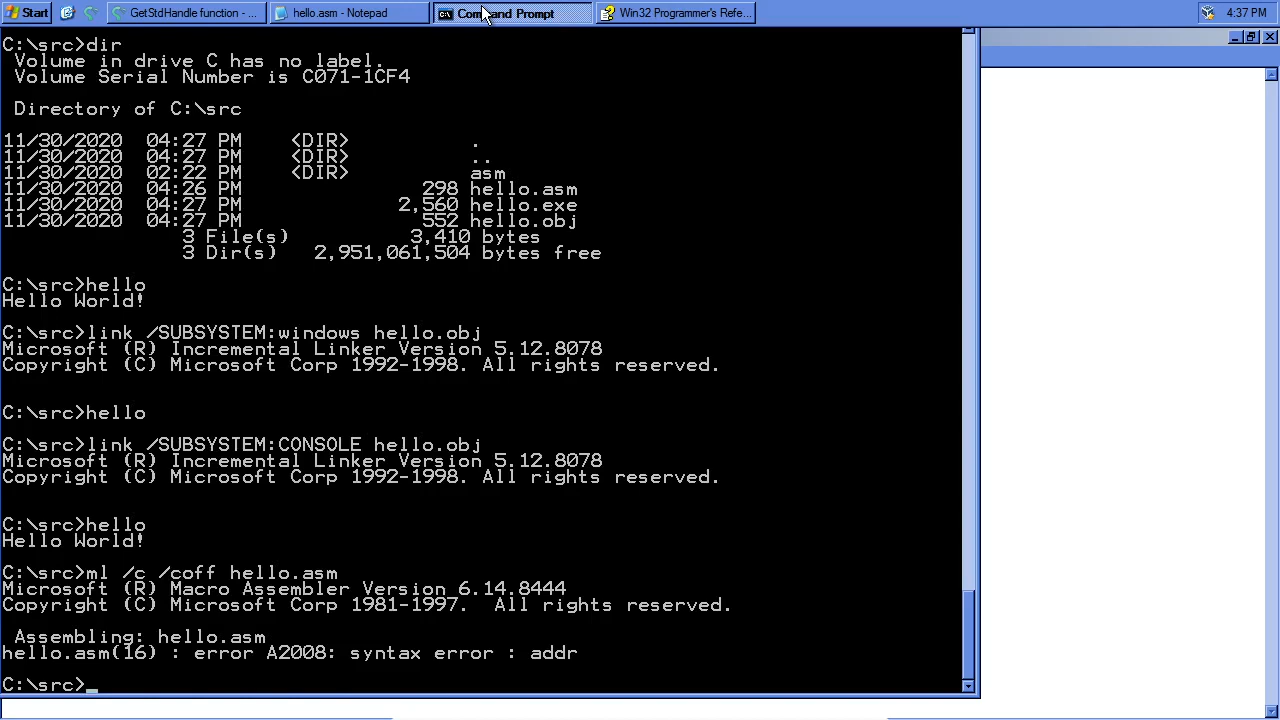 Start
GetStdHandle function - ...
hello.asm - Notepad
Command Prompt
Win32 Programmer's Refe...
4:37 PM
C:\src>dir
Volume in drive C has no label.
Volume Serial Number is C071-1CF4
Directory of C:\src
11/30/2020  04:27 PM    <DIR>          .
11/30/2020  04:27 PM    <DIR>          ..
11/30/2020  02:22 PM    <DIR>          asm
11/30/2020  04:26 PM               298 hello.asm
11/30/2020  04:27 PM             2,560 hello.exe
11/30/2020  04:27 PM               552 hello.obj
3 File(s)          3,410 bytes
3 Dir(s)   2,951,061,504 bytes free
C:\src>hello
Hello World!
C:\src>link /SUBSYSTEM:windows hello.obj
Microsoft (R) Incremental Linker Version 5.12.8078
Copyright (C) Microsoft Corp 1992-1998. All rights reserved.
C:\src>hello
C:\src>link /SUBSYSTEM:CONSOLE hello.obj
Microsoft (R) Incremental Linker Version 5.12.8078
Copyright (C) Microsoft Corp 1992-1998. All rights reserved.
C:\src>hello
Hello World!
C:\src>ml /c /coff hello.asm
Microsoft (R) Macro Assembler Version 6.14.8444
Copyright (C) Microsoft Corp 1981-1997.  All rights reserved.
Assembling: hello.asm
hello.asm(16) : error A2008: syntax error : addr
C:\src>_